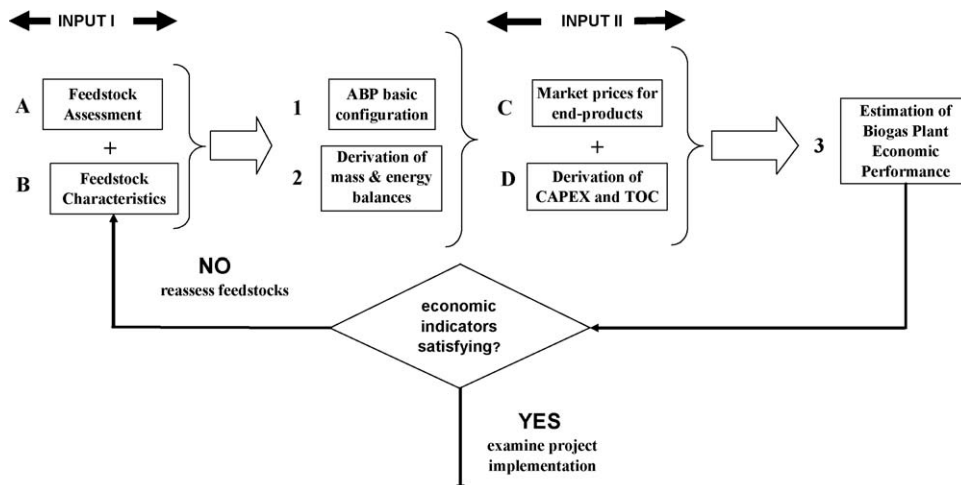 INPUT I
INPUT II
A
Feedstock
Assessment
+
B
Feedstock
Characteristics
1
ABP basic
configuration
2
Derivation of
mass & energy
balances
C
Market prices for
end-products
+
D
Derivation of
CAPEX and TOC
3
Estimation of
Biogas Plant
Economic
Performance
NO
reassess feedstocks
economic
indicators
satisfying?
YES
examine project
implementation